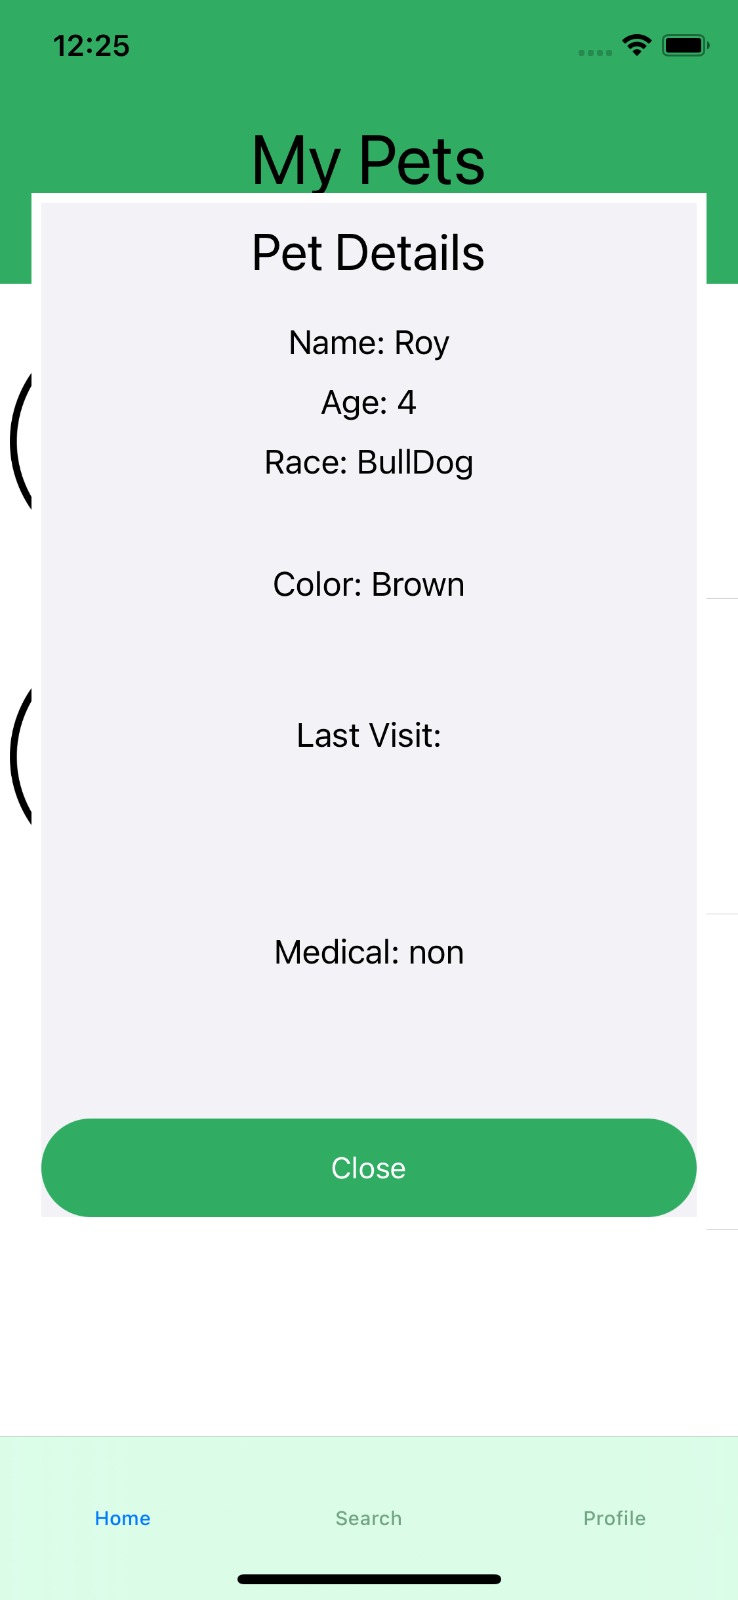 12:25
My Pets
Pet Details
Name: Roy
Age: 4
Race: BullDog
Color: Brown
Last Visit:
Medical: non
Close
Home Search Profile